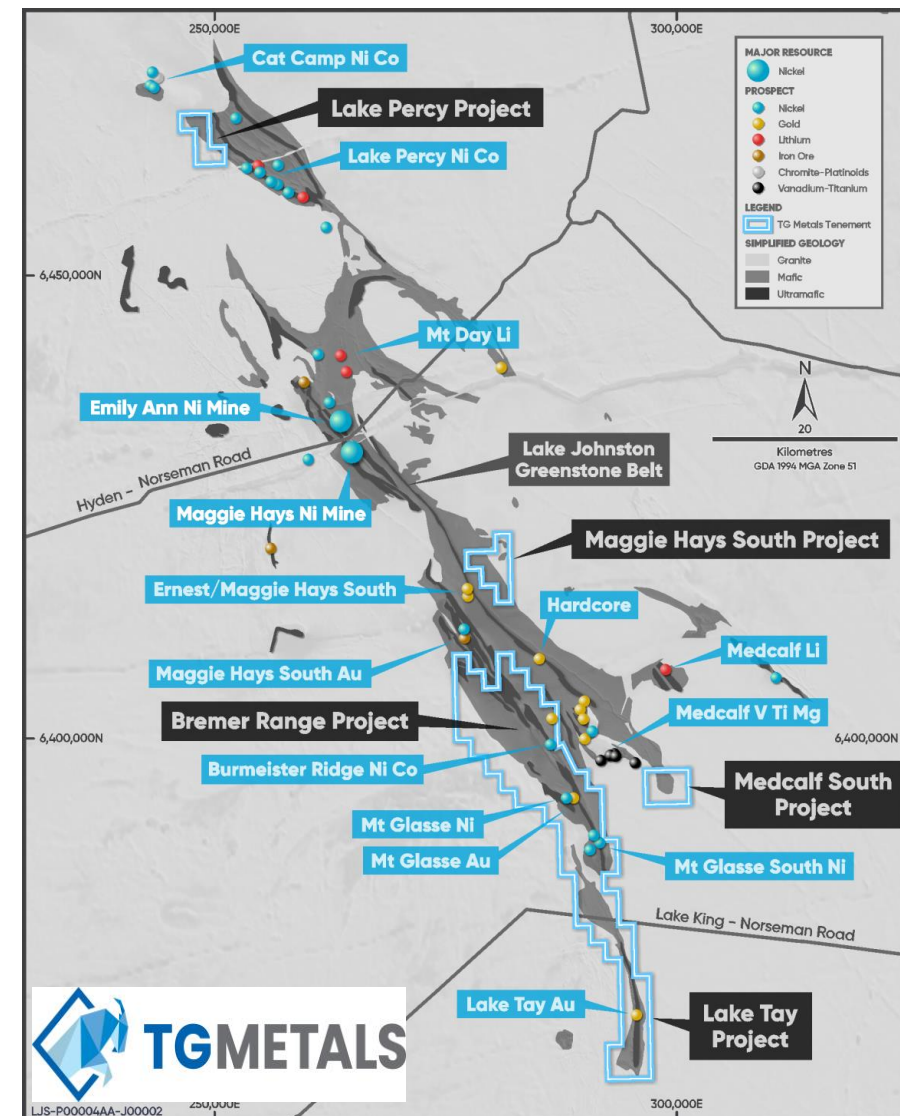 250,000E
300,000E
Cat Camp Ni Co
Lake Percy Project
Lake Percy Ni Co
MAJOR RESOURCE
Nickel
PROSPECT
Nickel
Gold
Lithium
Iron Ore
Chromite-Platinoids
Vanadium-Titanium
LEGEND
TG Metals Tenement
SIMPLIFIED GEOLOGY
Granite
Mafic
Ultramafic
6,450,000N
Mt Day Li
N
20
Kilometres
GDA 1994 MGA Zone 51
Emily Ann Ni Mine
Lake Johnston
Greenstone Belt
Hyden - Norseman Road
Maggie Hays Ni Mine
Maggie Hays South Project
Ernest/Maggie Hays South
Hardcore
Medcalf Li
Maggie Hays South Au
Medcalf V Ti Mg
Bremer Range Project
6,400,000N
6,400,000N
Burmeister Ridge Ni Co
Medcalf South
Project
Mt Glasse Ni
Mt Glasse Au
Mt Glasse South Ni
Lake King - Norseman Road
Lake Tay Au
Lake Tay
Project
TGMETALS
LJS-P00004AA-J00002
250,000E
300,000E